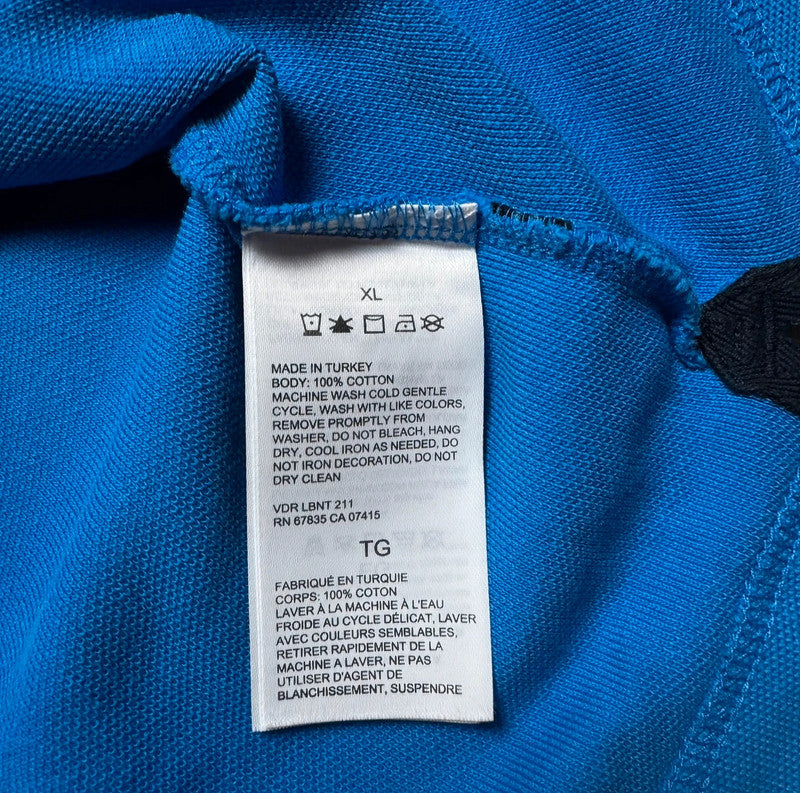 XL
MADE IN TURKEY
BODY: 100% COTTON
MACHINE WASH COLD GENTLE
CYCLE, WASH WITH LIKE COLORS,
REMOVE PROMPTLY FROM
WASHER, DO NOT BLEACH, HANG
DRY, COOL IRON AS NEEDED, DO
NOT IRON DECORATION, DO NOT
DRY CLEAN
VDR LBNT 211
RN 67835 CA 07415
TG
FABRIQUÉ EN TURQUIE
CORPS: 100% COTON
LAVER À LA MACHINE À L'EAU
FROIDE AU CYCLE DÉLICAT, LAVER
AVEC COULEURS SEMBLABLES,
RETIRER RAPIDEMENT DE LA
MACHINE A LAVER, NE PAS
UTILISER D'AGENT DE
BLANCHISSEMENT, SUSPENDRE